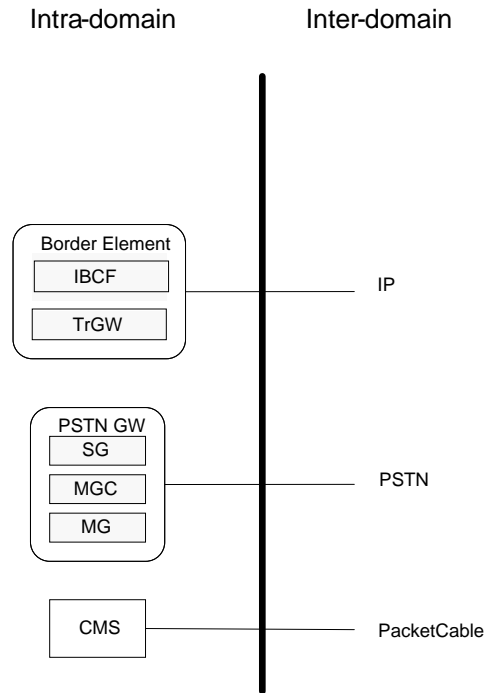 Intra-domain Inter-domain
Border Element
IBCF
IP
TrGW
PSTN GW
SG
MGC
PSTN
MG
CMS
PacketCable